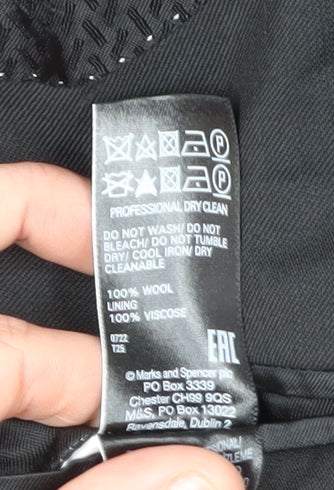 P
P
PROFESSIONAL DRY CLEAN
DO NOT WASH/ DO NOT
BLEACH/ DO NOT TUMBLE
DRY/ COOL IRON/ DRY
CLEANABLE
100% WOOL
LINING
100% VISCOSE
0722
T25
EAC
© Marks and Spencer plc
PO Box 3339
Chester CH99 9QS
M&S, PO Box 13022
Ravensdale, Dublin 2